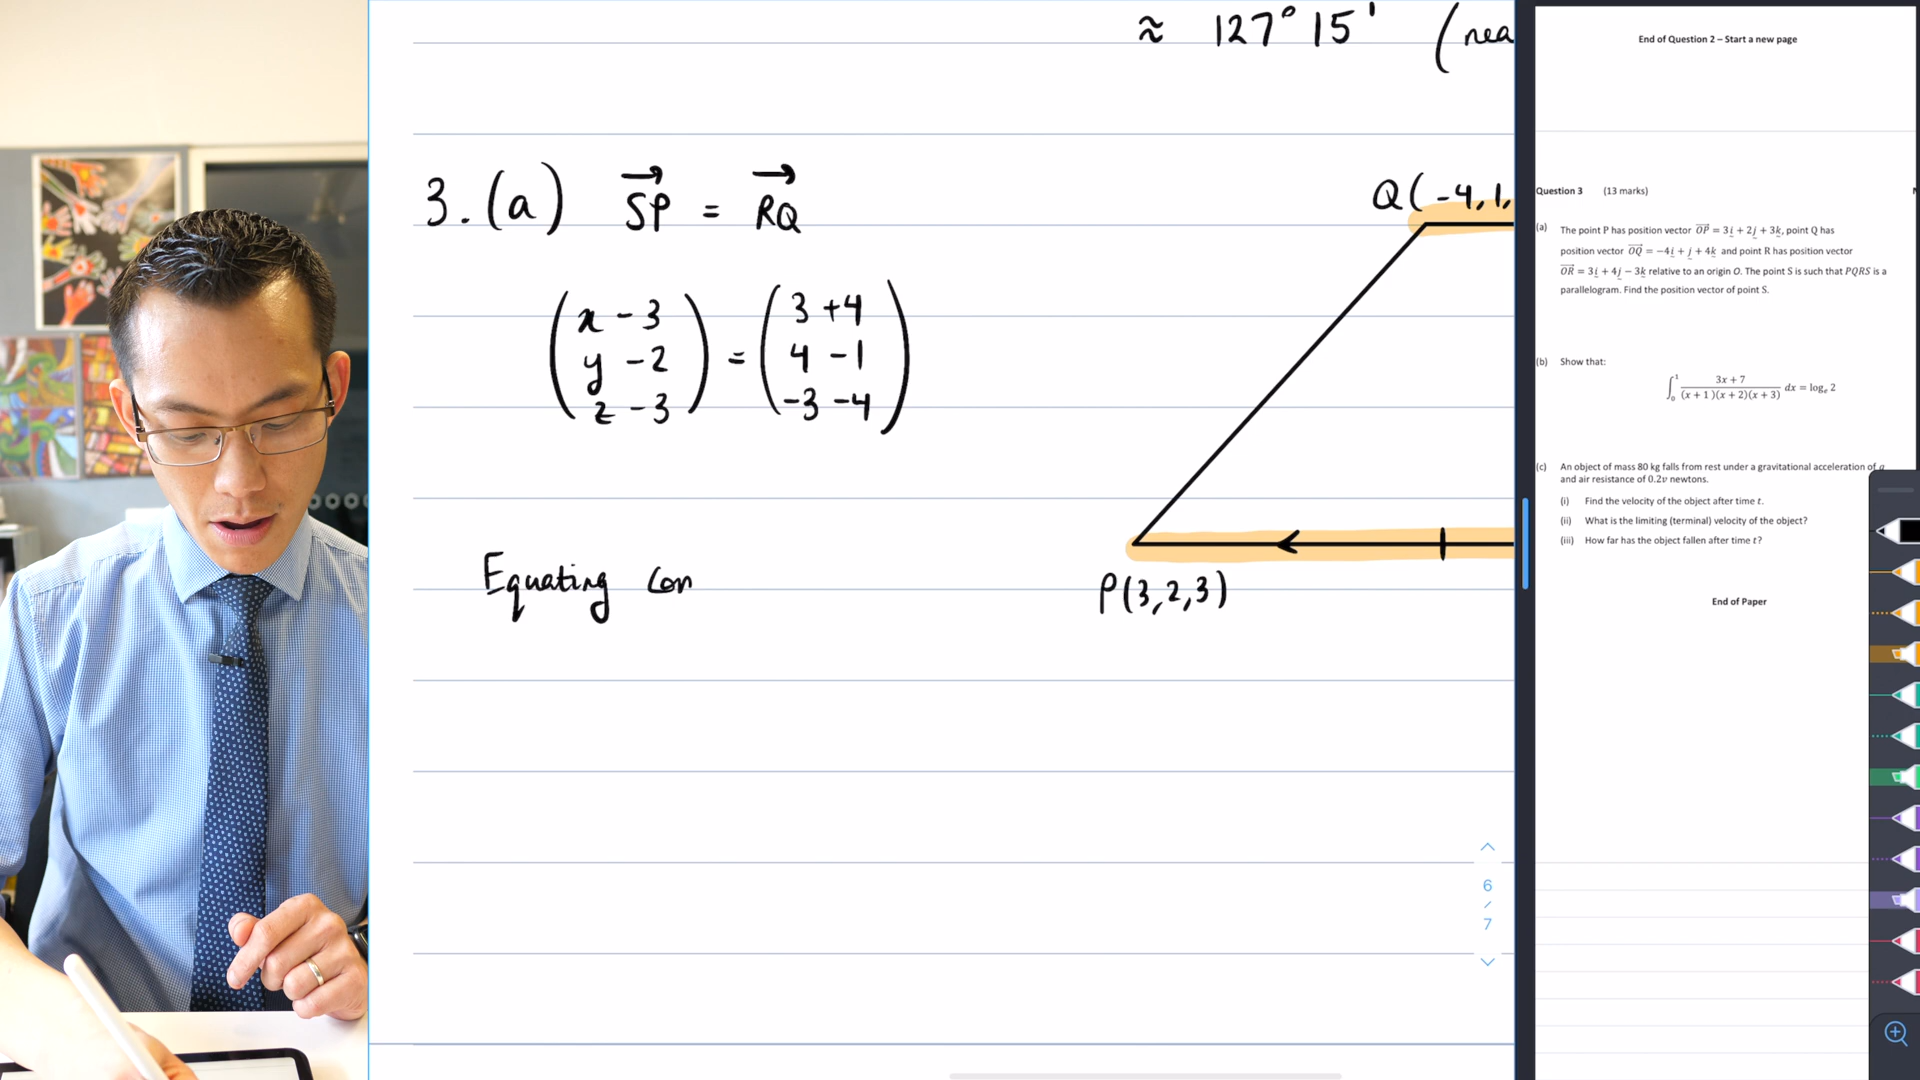 ≈ 127° 15' (nea
3. (a) SP = RQ
Q(-4, 1,
x - 3
y - 2
z - 3
=
3 + 4
4 - 1
-3 - 4
Equating com
P(3, 2, 3)
6
/
7
End of Question 2 – Start a new page
Question 3 (13 marks)
(a) The point P has position vector OP = 3i + 2j + 3k, point Q has
position vector OQ = −4i + j + 4k and point R has position vector
OR = 3i + 4j − 3k relative to an origin O. The point S is such that PQRS is a
parallelogram. Find the position vector of point S.
(b) Show that:
∫₀¹ (3x + 7)/((x + 1)(x + 2)(x + 3)) dx = logₑ 2
(c) An object of mass 80 kg falls from rest under a gravitational acceleration of g
and air resistance of 0.2v newtons.
(i) Find the velocity of the object after time t.
(ii) What is the limiting (terminal) velocity of the object?
(iii) How far has the object fallen after time t?
End of Paper